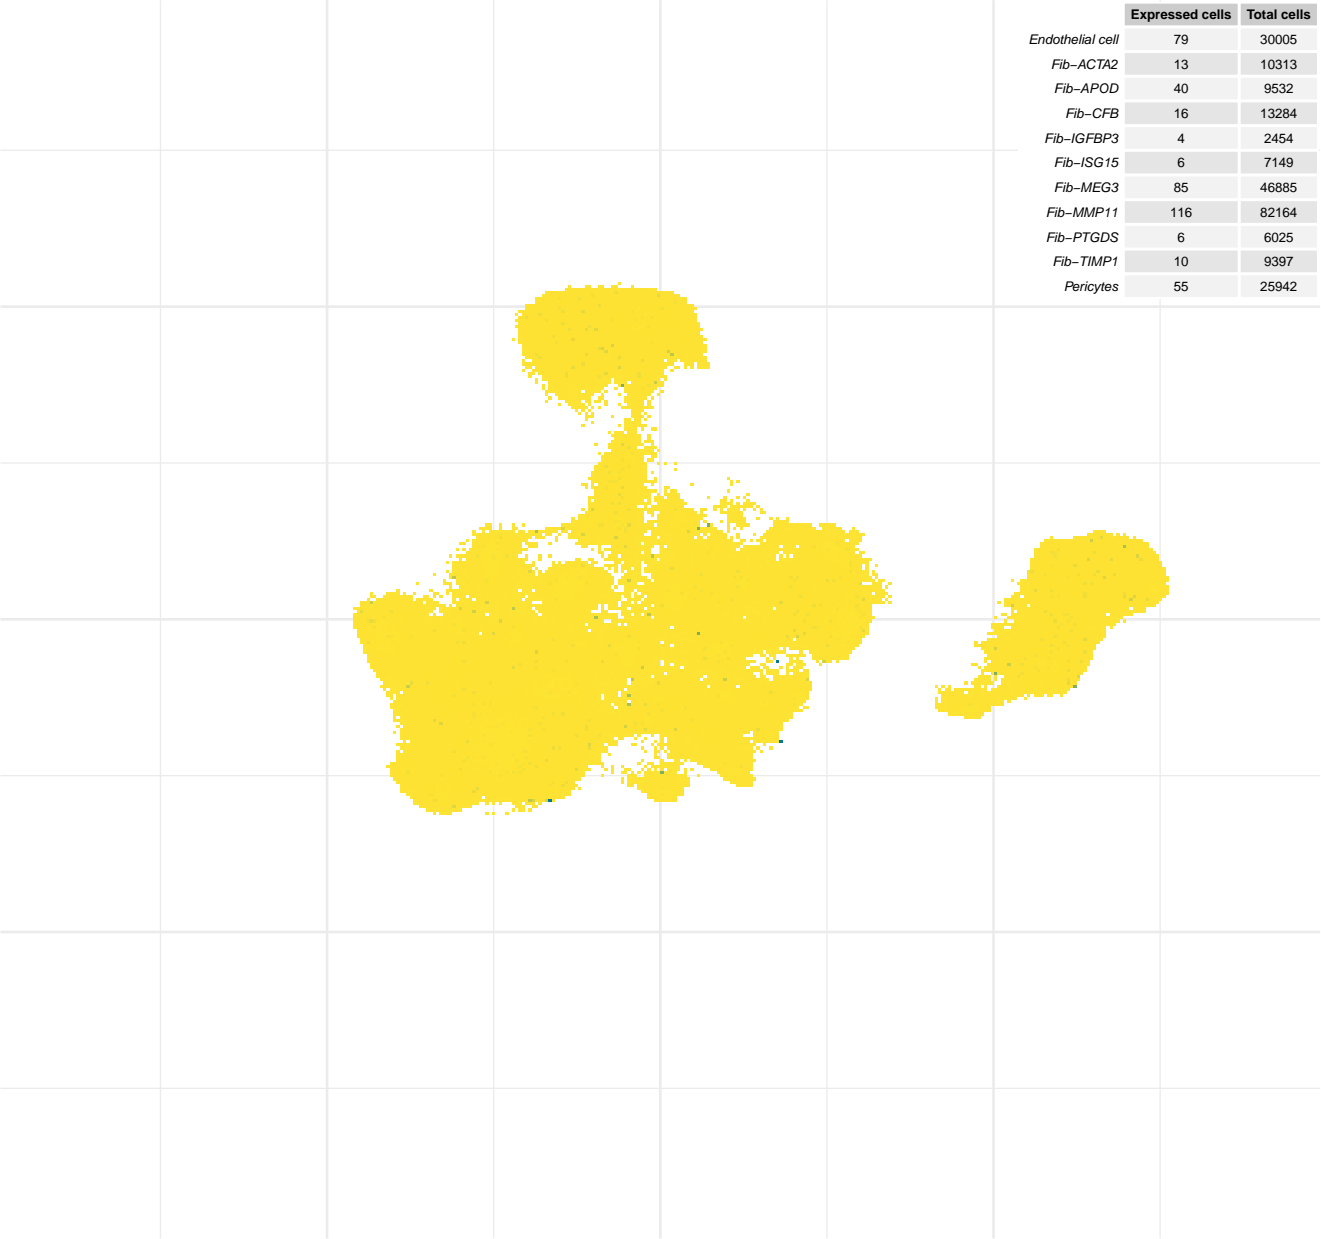 Expressed cells Total cells
Endothelial cell 79 30005
Fib−ACTA2 13 10313
Fib−APOD 40 9532
Fib−CFB 16 13284
Fib−IGFBP3 4 2454
Fib−ISG15 6 7149
Fib−MEG3 85 46885
Fib−MMP11 116 82164
Fib−PTGDS 6 6025
Fib−TIMP1 10 9397
Pericytes 55 25942